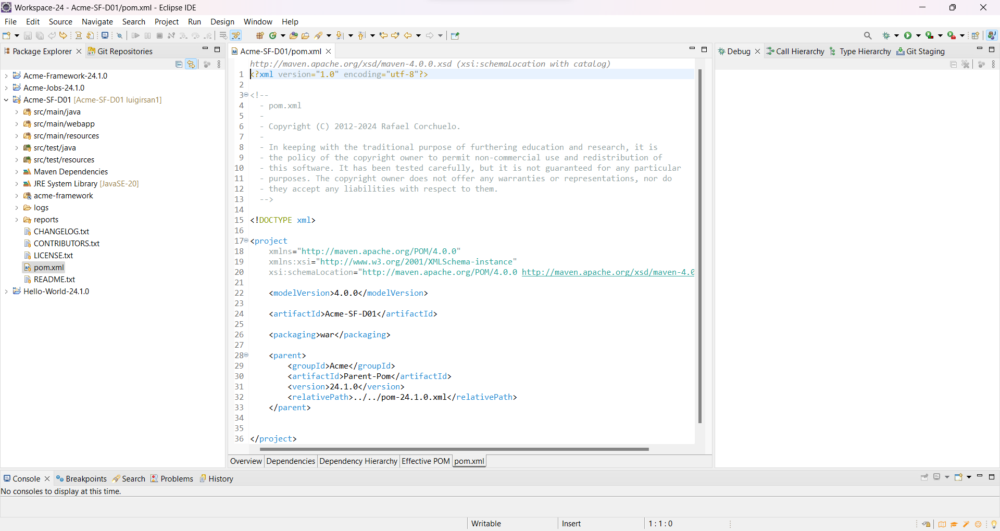 Workspace-24 - Acme-SF-D01/pom.xml - Eclipse IDE
File Edit Source Navigate Search Project Run Design Window Help
Package Explorer Git Repositories
Acme-Framework-24.1.0
Acme-Jobs-24.1.0
Acme-SF-D01 [Acme-SF-D01 luigirsan1]
src/main/java
src/main/webapp
src/main/resources
src/test/java
src/test/resources
Maven Dependencies
JRE System Library [JavaSE-20]
acme-framework
logs
reports
CHANGELOG.txt
CONTRIBUTORS.txt
LICENSE.txt
pom.xml
README.txt
Hello-World-24.1.0
Acme-SF-D01/pom.xml
http://maven.apache.org/xsd/maven-4.0.0.xsd (xsi:schemaLocation with catalog)
1 <?xml version="1.0" encoding="utf-8"?>
2
3 <!--
4 - pom.xml
5 -
6 - Copyright (C) 2012-2024 Rafael Corchuelo.
7 -
8 - In keeping with the traditional purpose of furthering education and research, it is
9 - the policy of the copyright owner to permit non-commercial use and redistribution of
10 - this software. It has been tested carefully, but it is not guaranteed for any particular
11 - purposes. The copyright owner does not offer any warranties or representations, nor do
12 - they accept any liabilities with respect to them.
13 -->
14
15 <!DOCTYPE xml>
16
17 <project
18 xmlns="http://maven.apache.org/POM/4.0.0"
19 xmlns:xsi="http://www.w3.org/2001/XMLSchema-instance"
20 xsi:schemaLocation="http://maven.apache.org/POM/4.0.0 http://maven.apache.org/xsd/maven-4.0
21
22 <modelVersion>4.0.0</modelVersion>
23
24 <artifactId>Acme-SF-D01</artifactId>
25
26 <packaging>war</packaging>
27
28 <parent>
29 <groupId>Acme</groupId>
30 <artifactId>Parent-Pom</artifactId>
31 <version>24.1.0</version>
32 <relativePath>../../pom-24.1.0.xml</relativePath>
33 </parent>
34
35
36 </project>
Overview Dependencies Dependency Hierarchy Effective POM pom.xml
Debug Call Hierarchy Type Hierarchy Git Staging
Console Breakpoints Search Problems History
No consoles to display at this time.
Writable Insert 1 : 1 : 0